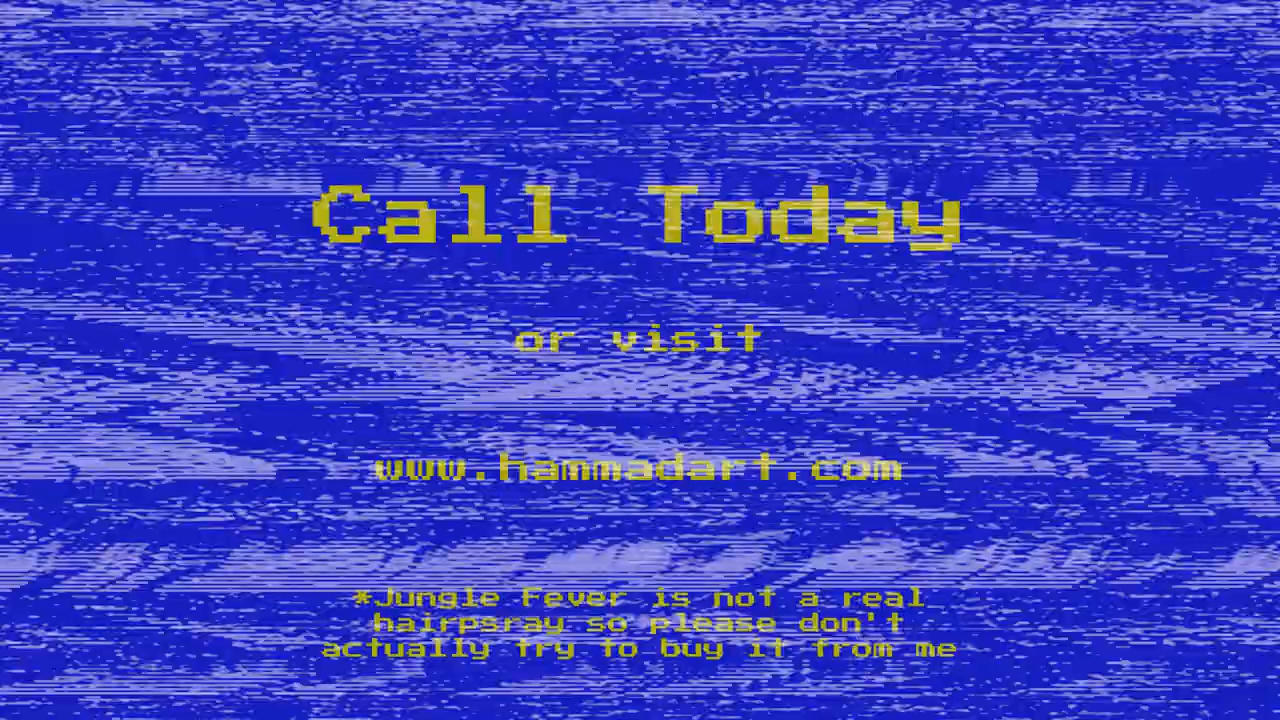 Call Today
or visit
www.hammadart.com
*Jungle Fever is not a real
hairpsray so please don't
actually try to buy it from me